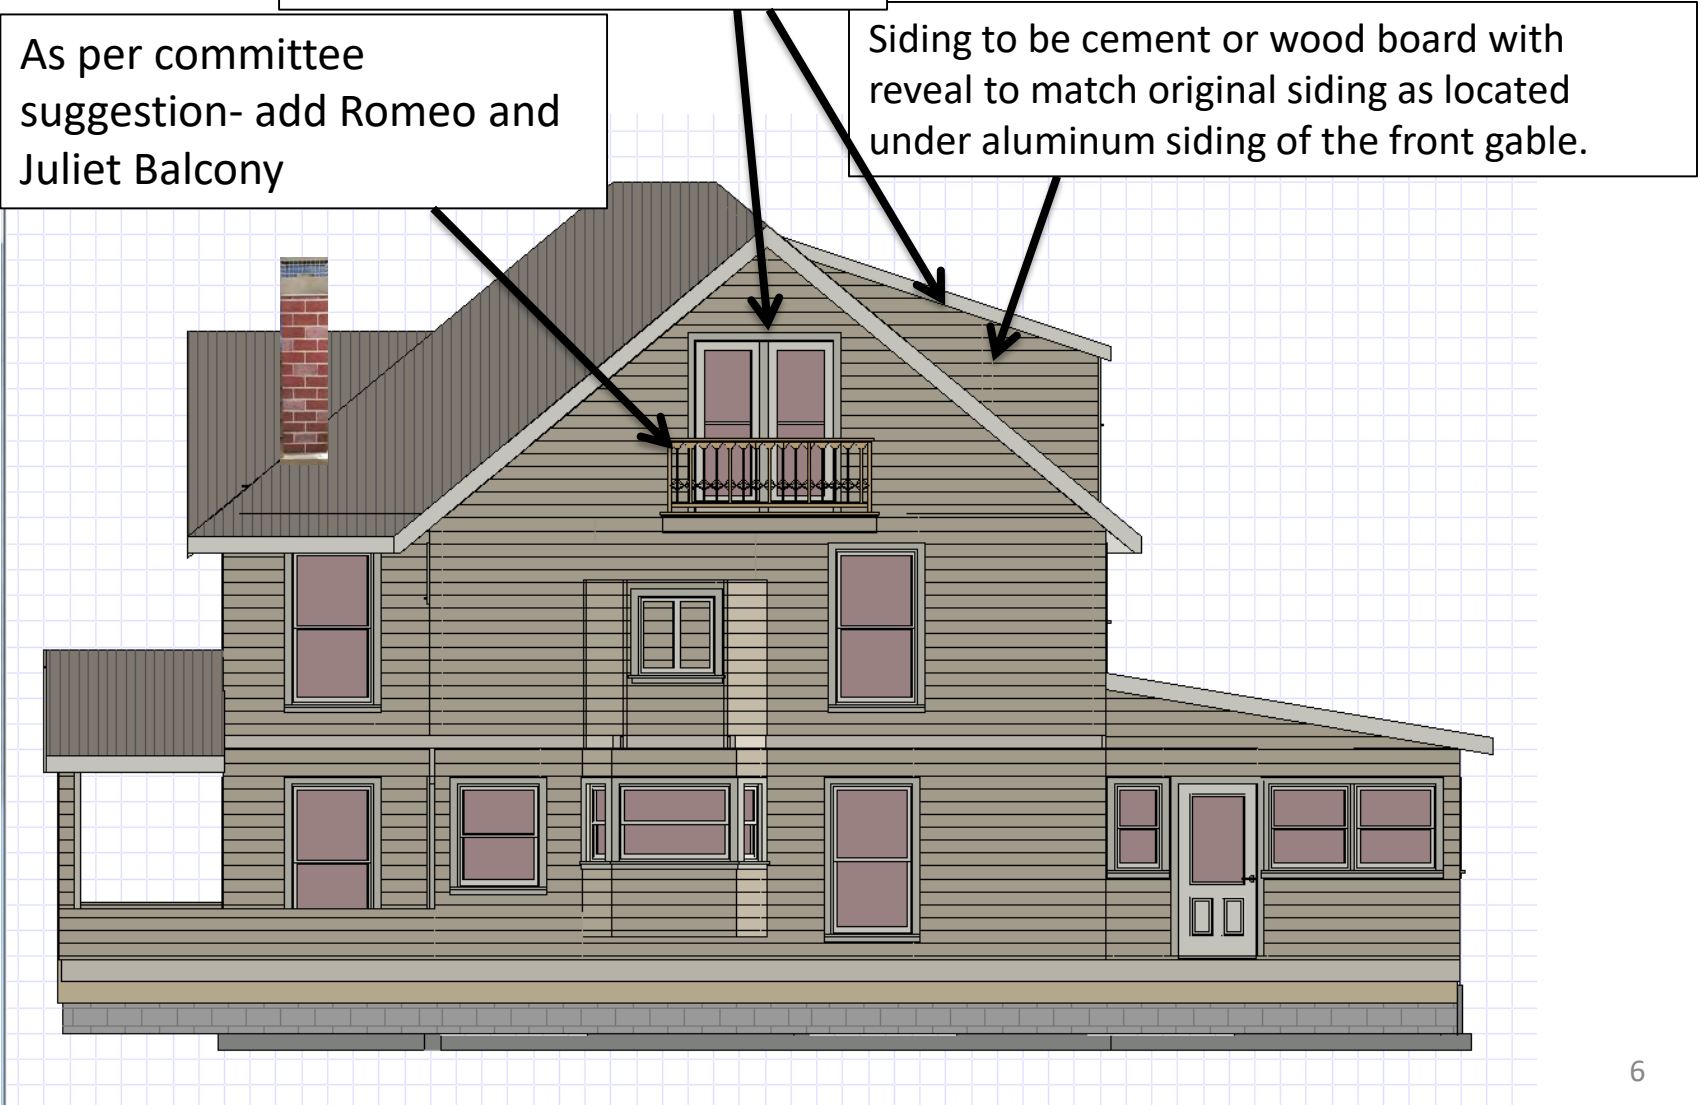 As per committee
suggestion- add Romeo and
Juliet Balcony
Siding to be cement or wood board with
reveal to match original siding as located
under aluminum siding of the front gable.
6